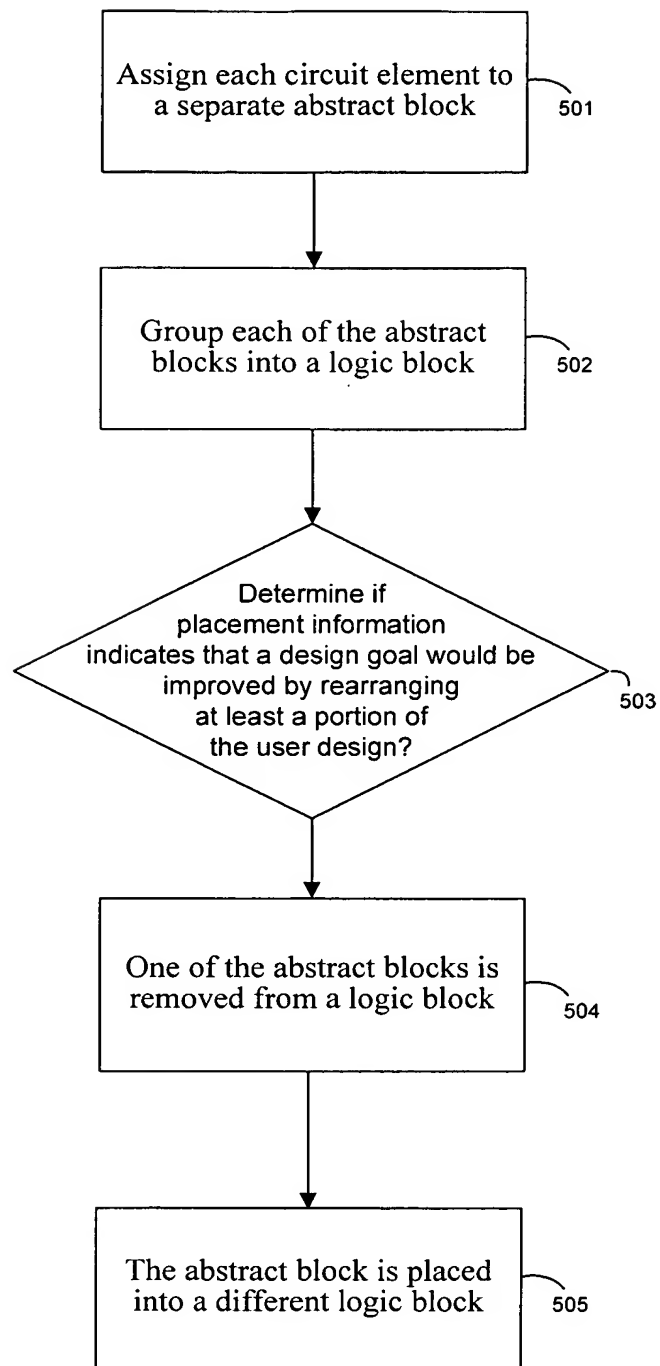 Assign each circuit element to
a separate abstract block
501
Group each of the abstract
blocks into a logic block
502
Determine if
placement information
indicates that a design goal would be
improved by rearranging
at least a portion of
the user design?
503
One of the abstract blocks is
removed from a logic block
504
The abstract block is placed
into a different logic block
505